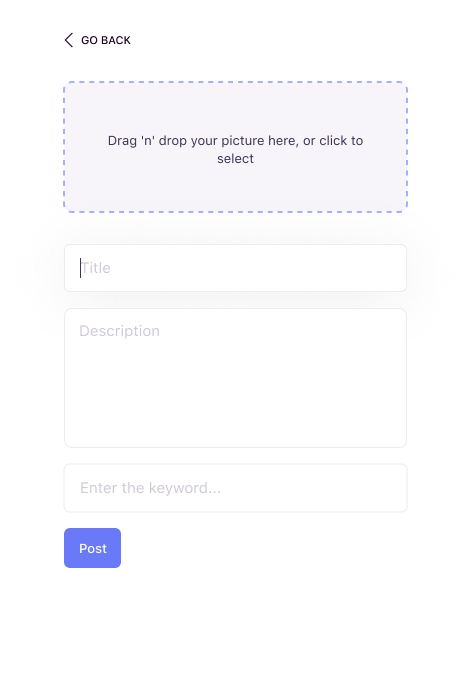 GO BACK
Drag 'n' drop your picture here, or click to
select
Title
Description
Enter the keyword...
Post